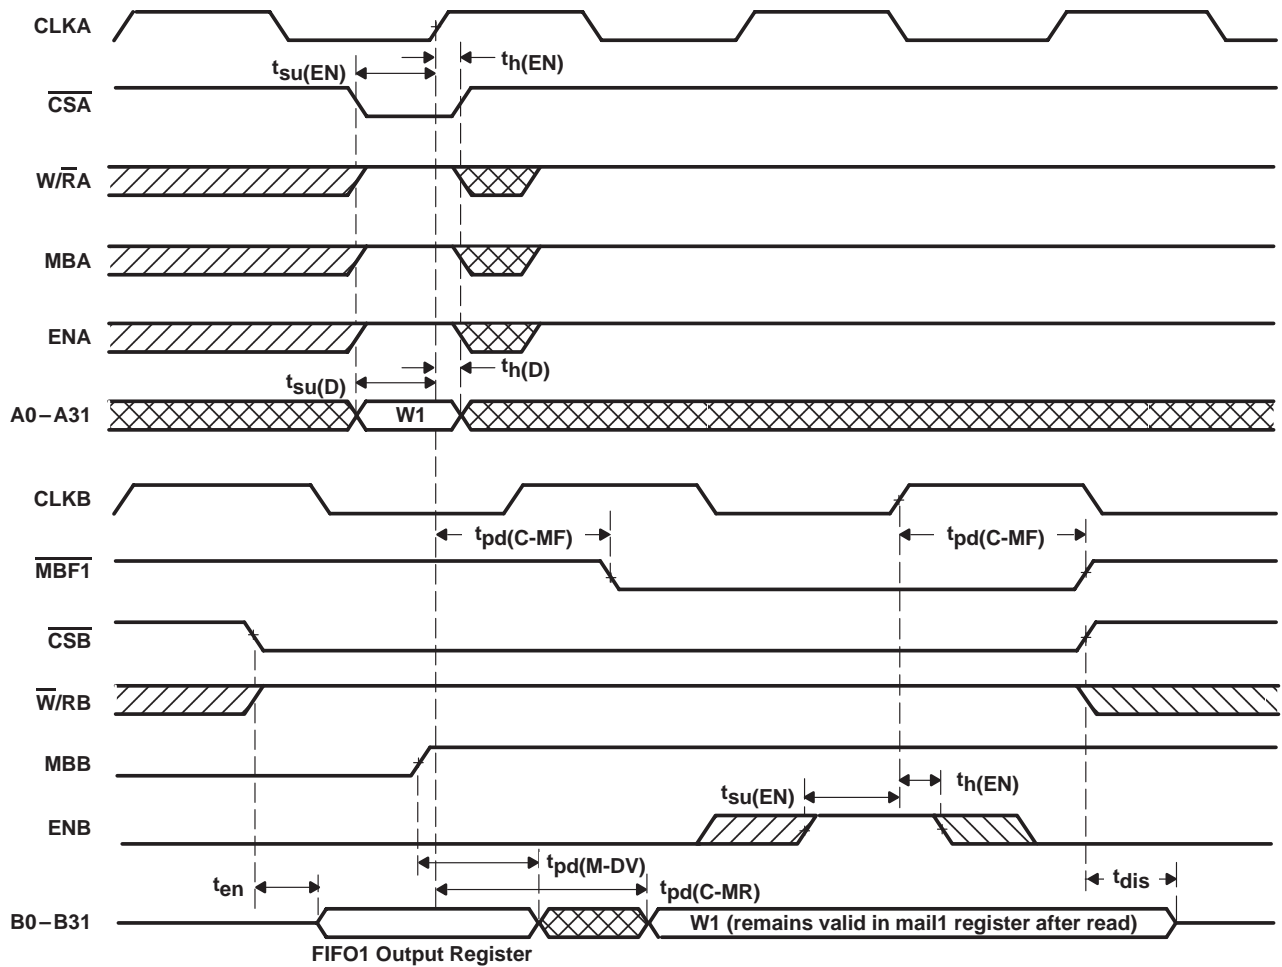 CLKA
tsu(EN)
th(EN)
CSA
W/RA
MBA
ENA
tsu(D)
th(D)
A0–A31
W1
CLKB
tpd(C-MF)
tpd(C-MF)
MBF1
CSB
W/RB
MBB
tsu(EN)
th(EN)
ENB
ten
tpd(M-DV)
tpd(C-MR)
tdis
B0–B31
W1 (remains valid in mail1 register after read)
FIFO1 Output Register